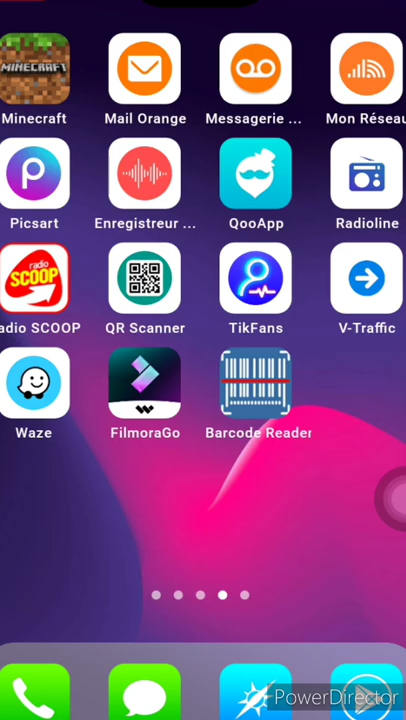 MINECRAFT
Minecraft
Mail Orange
Messagerie ...
Mon Réseau
Picsart
Enregistreur ...
QooApp
Radioline
radio
SCOOP
adio SCOOP
QR Scanner
TikFans
V-Traffic
Waze
FilmoraGo
Barcode Reader
PowerDirector